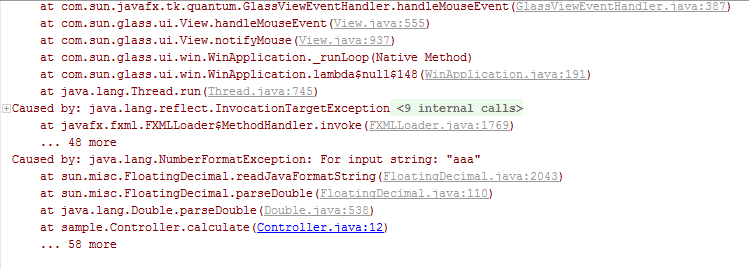 at com.sun.javafx.tk.quantum.GlassViewEventHandler.handleMouseEvent(GlassViewEventHandler.java:387)
at com.sun.glass.ui.View.handleMouseEvent(View.java:555)
at com.sun.glass.ui.View.notifyMouse(View.java:937)
at com.sun.glass.ui.win.WinApplication._runLoop(Native Method)
at com.sun.glass.ui.win.WinApplication.lambda$null$148(WinApplication.java:191)
at java.lang.Thread.run(Thread.java:745)
Caused by: java.lang.reflect.InvocationTargetException <9 internal calls>
at javafx.fxml.FXMLLoader$MethodHandler.invoke(FXMLLoader.java:1769)
... 48 more
Caused by: java.lang.NumberFormatException: For input string: "aaa"
at sun.misc.FloatingDecimal.readJavaFormatString(FloatingDecimal.java:2043)
at sun.misc.FloatingDecimal.parseDouble(FloatingDecimal.java:110)
at java.lang.Double.parseDouble(Double.java:538)
at sample.Controller.calculate(Controller.java:12)
... 58 more